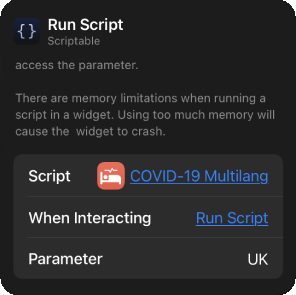 {} Run Script
Scriptable
access the parameter.
There are memory limitations when running a
script in a widget. Using too much memory will
cause the widget to crash.
Script COVID-19 Multilang
When Interacting Run Script
Parameter UK